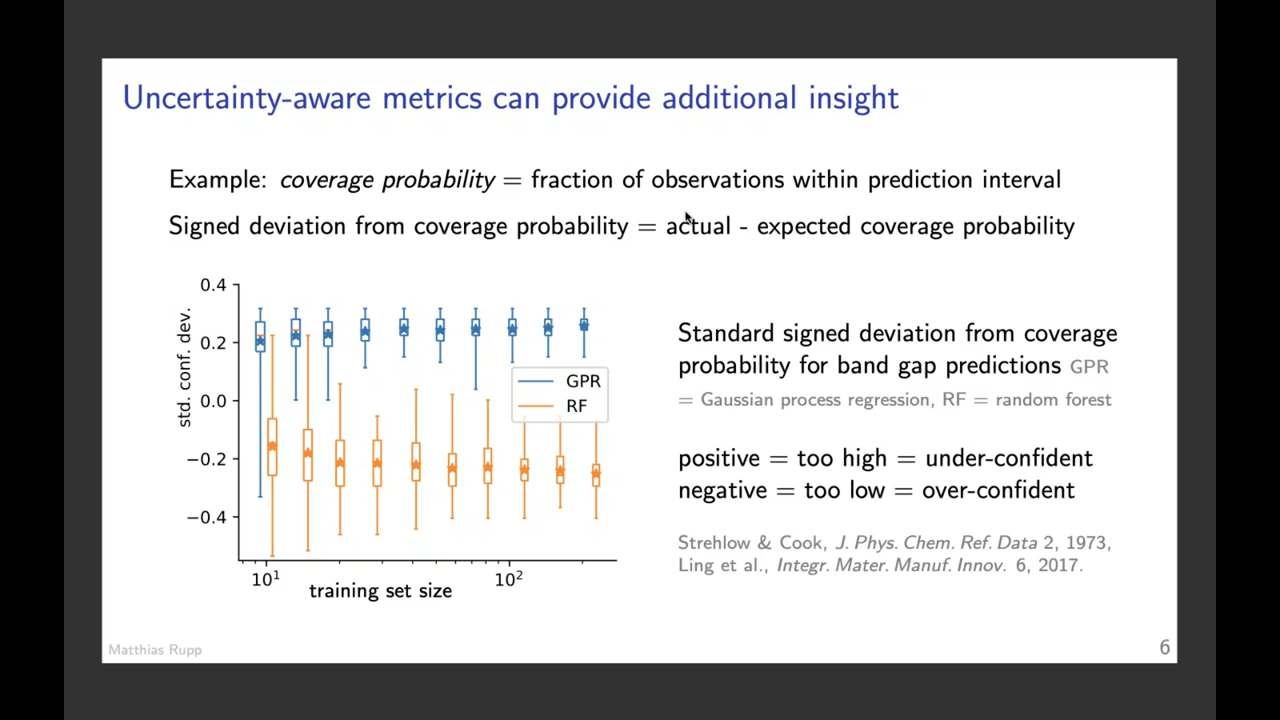 Uncertainty-aware metrics can provide additional insight
Example: coverage probability = fraction of observations within prediction interval
Signed deviation from coverage probability = actual - expected coverage probability
0.4
0.2
0.0
−0.2
−0.4
std. conf. dev.
GPR
RF
10¹
10²
training set size
Standard signed deviation from coverage
probability for band gap predictions GPR
= Gaussian process regression, RF = random forest
positive = too high = under-confident
negative = too low = over-confident
Strehlow & Cook, J. Phys. Chem. Ref. Data 2, 1973,
Ling et al., Integr. Mater. Manuf. Innov. 6, 2017.
Matthias Rupp
6